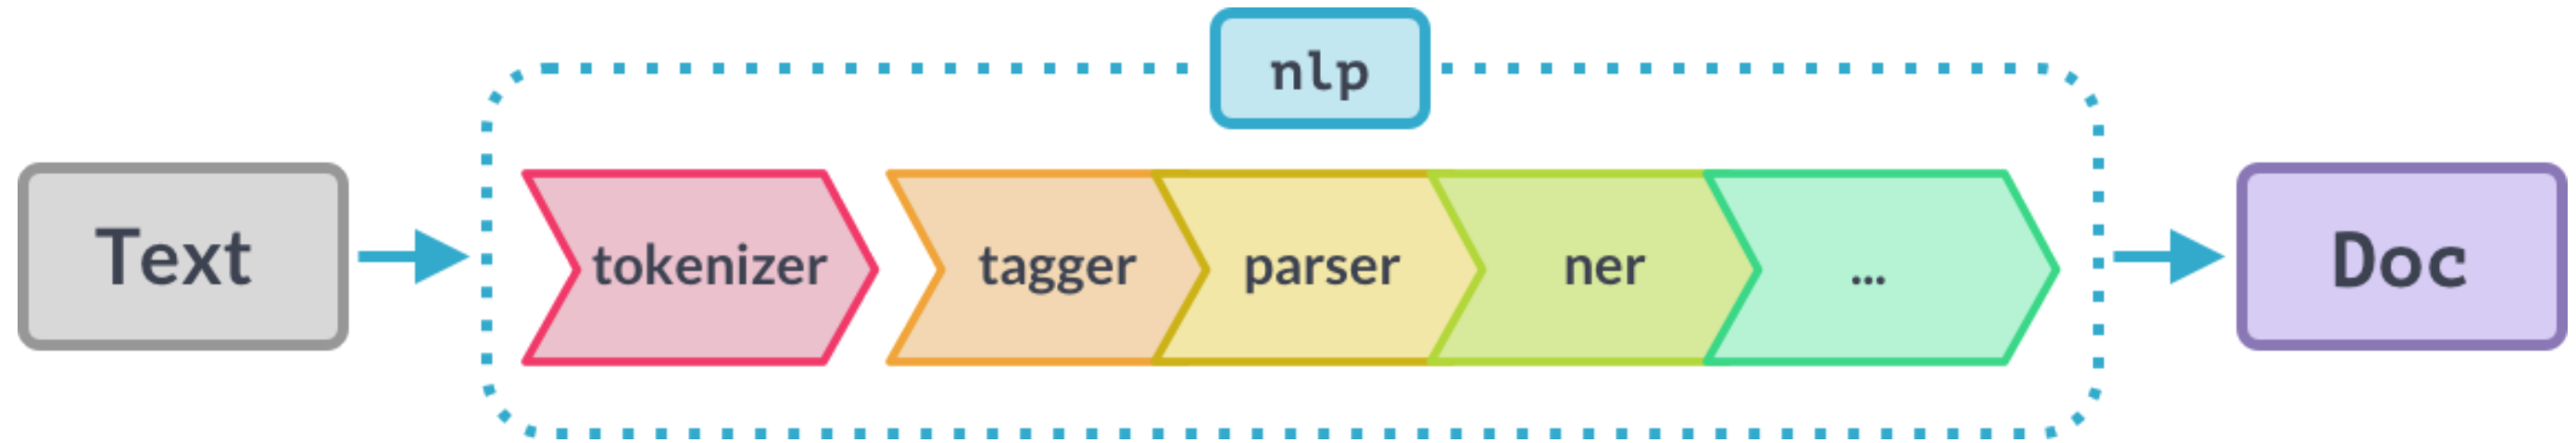 nlp
Text
tokenizer
tagger
parser
ner
...
Doc